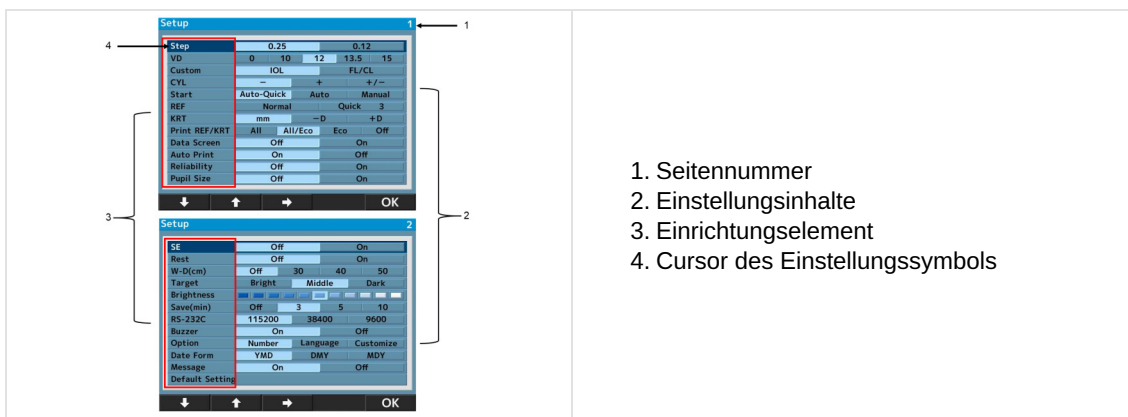 Setup 1
1
4
Step 0.25 0.12
VD 0 10 12 13.5 15
Custom IOL FL/CL
CYL − + +/−
Start Auto-Quick Auto Manual
REF Normal Quick 3
KRT mm −D +D
Print REF/KRT All All/Eco Eco Off
Data Screen Off On
Auto Print On Off
Reliability Off On
Pupil Size Off On
OK
3
2
Setup 2
SE Off On
Rest Off On
W-D(cm) Off 30 40 50
Target Bright Middle Dark
Brightness
Save(min) Off 3 5 10
RS-232C 115200 38400 9600
Buzzer On Off
Option Number Language Customize
Date Form YMD DMY MDY
Message On Off
Default Setting
OK
1. Seitennummer
2. Einstellungsinhalte
3. Einrichtungselement
4. Cursor des Einstellungssymbols